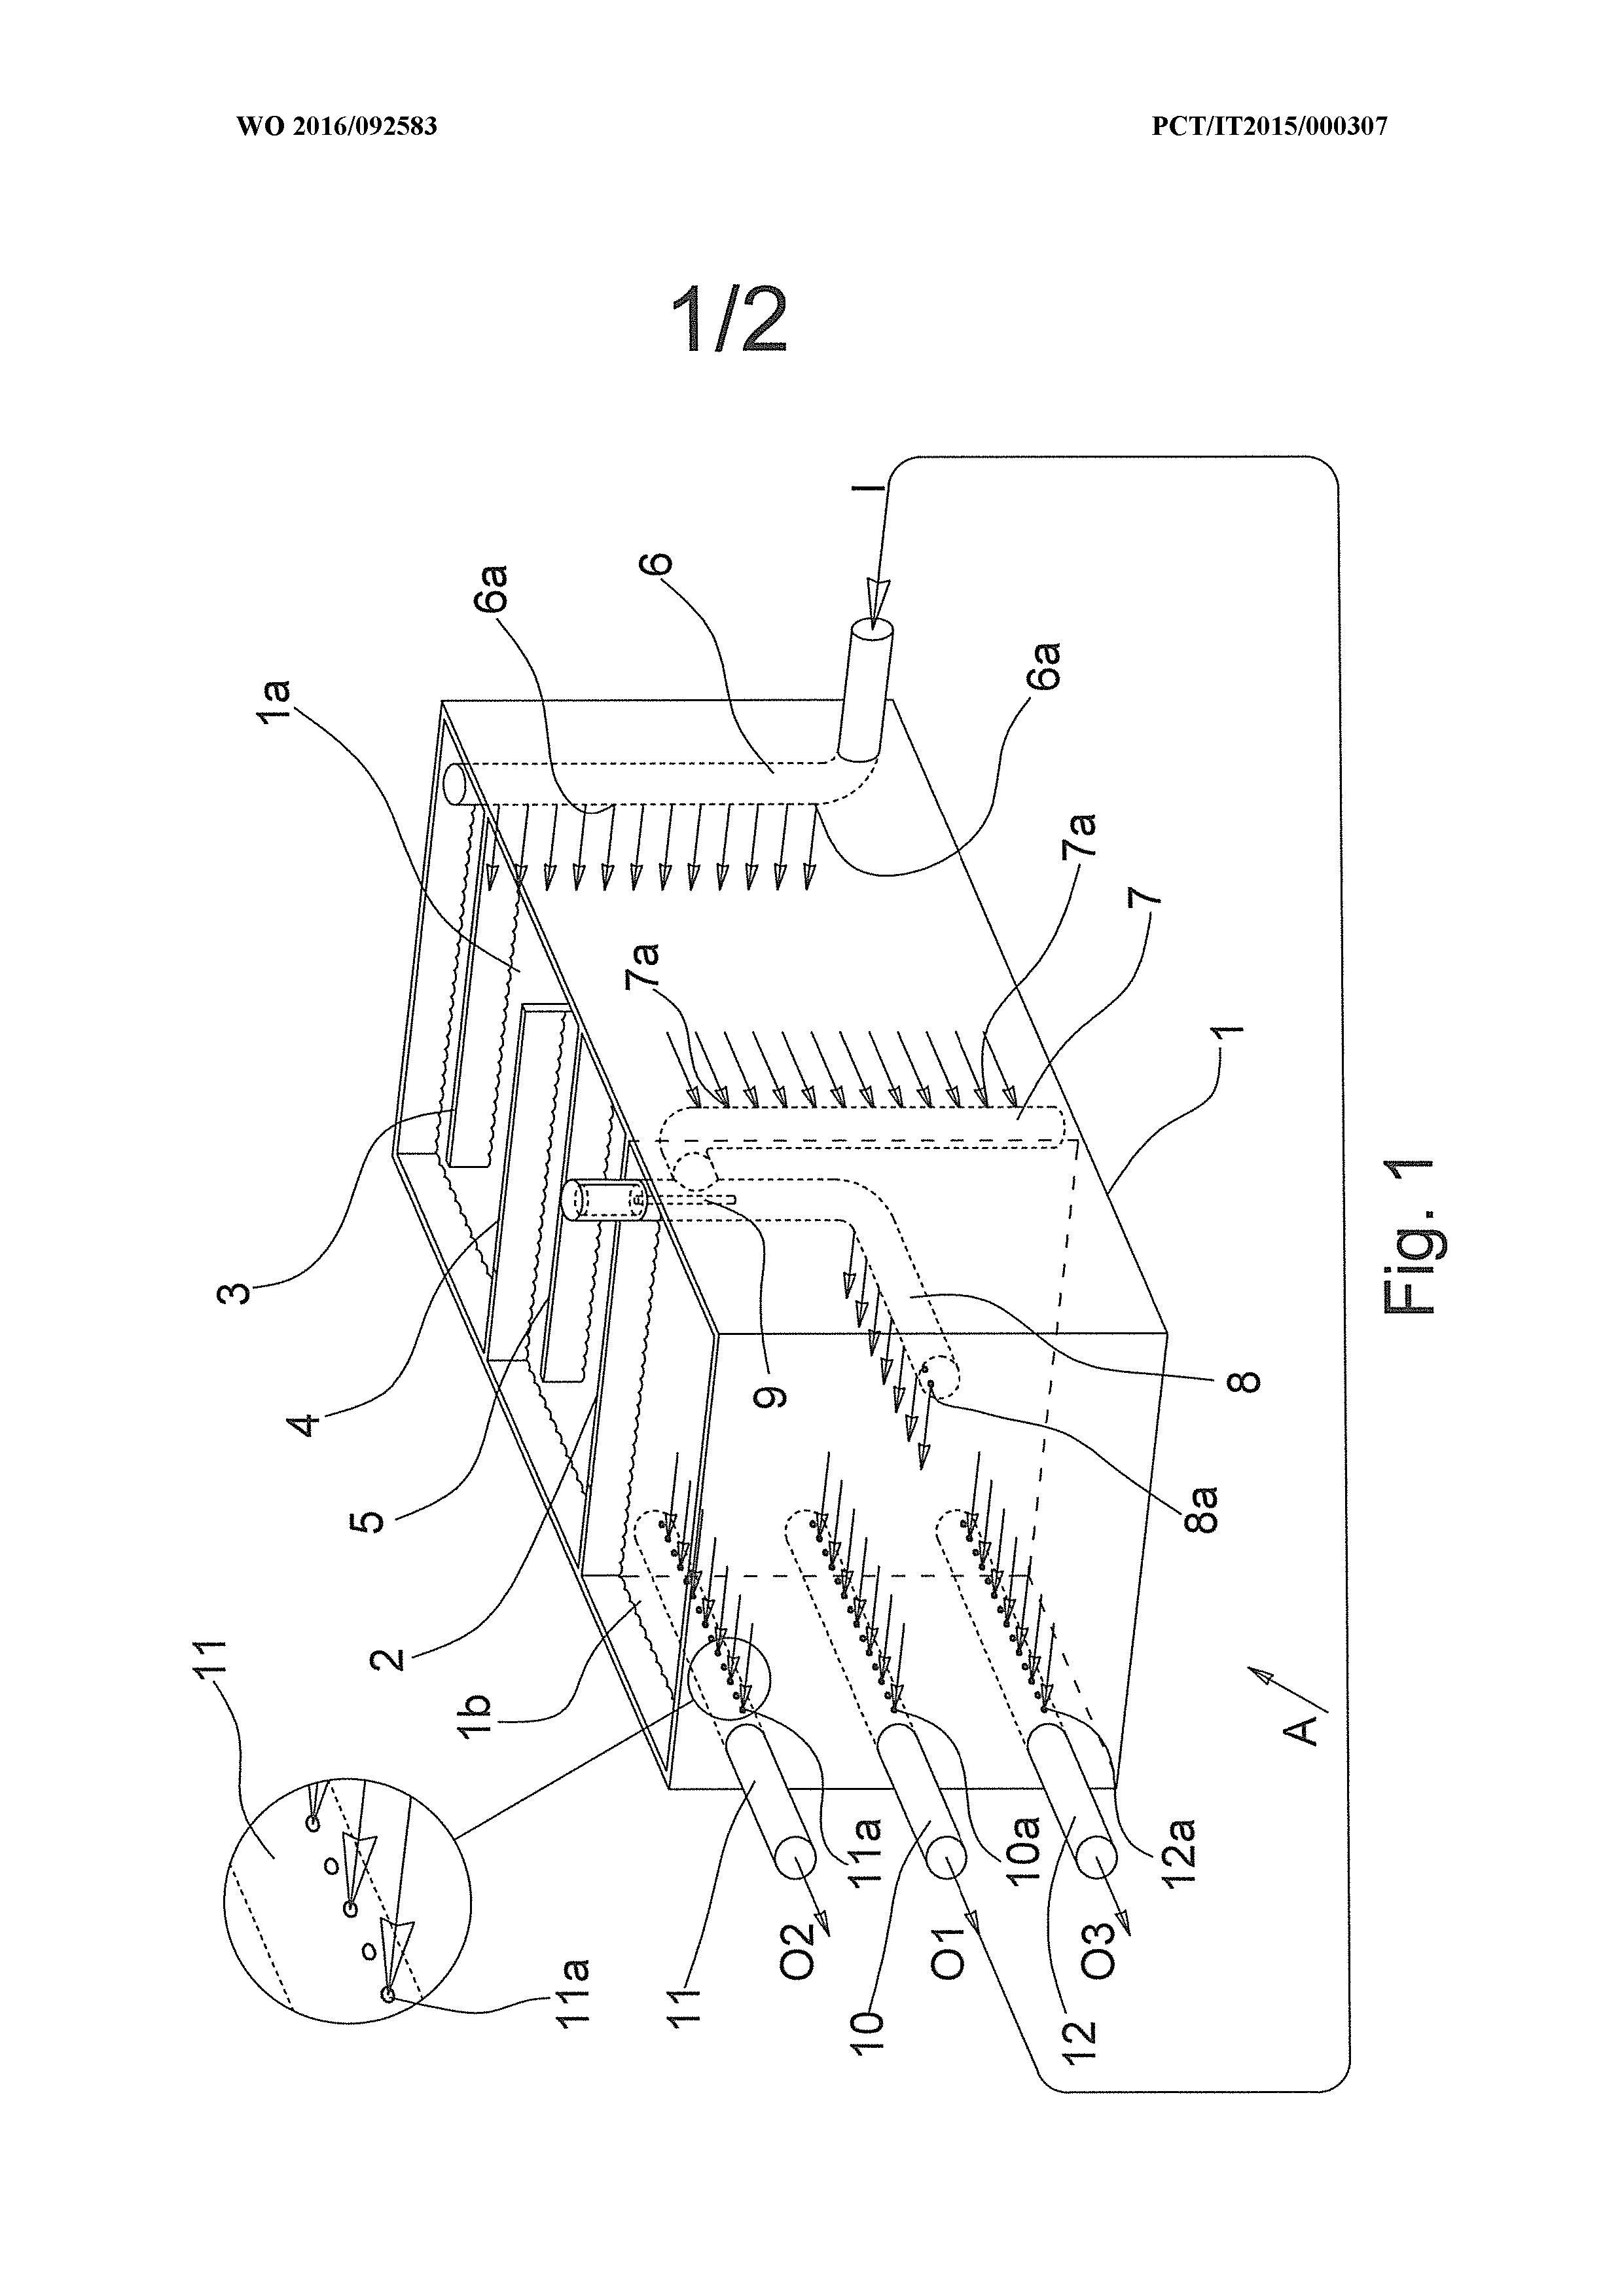 WO 2016/092583
PCT/IT2015/000307
1/2
I
6
6a
6a
1a
7a
7a
7
1
3
4
5
9
8
8a
2
1b
11
11a
11
11a
10
10a
12
12a
O2
O1
O3
A
Fig. 1